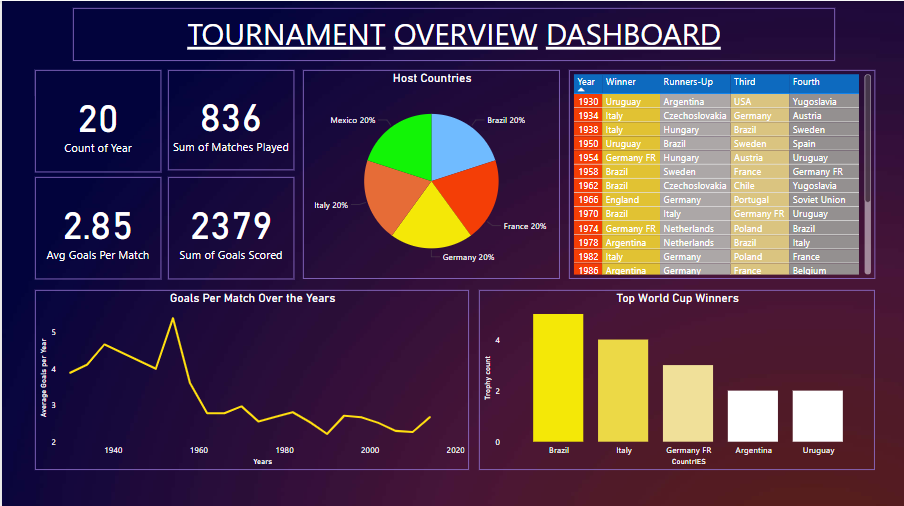 TOURNAMENT OVERVIEW DASHBOARD
20
Count of Year
836
Sum of Matches Played
2.85
Avg Goals Per Match
2379
Sum of Goals Scored
Host Countries
Mexico 20%
Brazil 20%
Italy 20%
France 20%
Germany 20%
Year Winner Runners-Up Third Fourth
1930 Uruguay Argentina USA Yugoslavia
1934 Italy Czechoslovakia Germany Austria
1938 Italy Hungary Brazil Sweden
1950 Uruguay Brazil Sweden Spain
1954 Germany FR Hungary Austria Uruguay
1958 Brazil Sweden France Germany FR
1962 Brazil Czechoslovakia Chile Yugoslavia
1966 England Germany Portugal Soviet Union
1970 Brazil Italy Germany FR Uruguay
1974 Germany FR Netherlands Poland Brazil
1978 Argentina Netherlands Brazil Italy
1982 Italy Germany Poland France
1986 Argentina Germany France Belgium
Goals Per Match Over the Years
Average Goals per Year
5
4
3
2
1940 1960 1980 2000 2020
Years
Top World Cup Winners
Trophy count
4
2
0
Brazil Italy Germany FR Argentina Uruguay
CountrIES